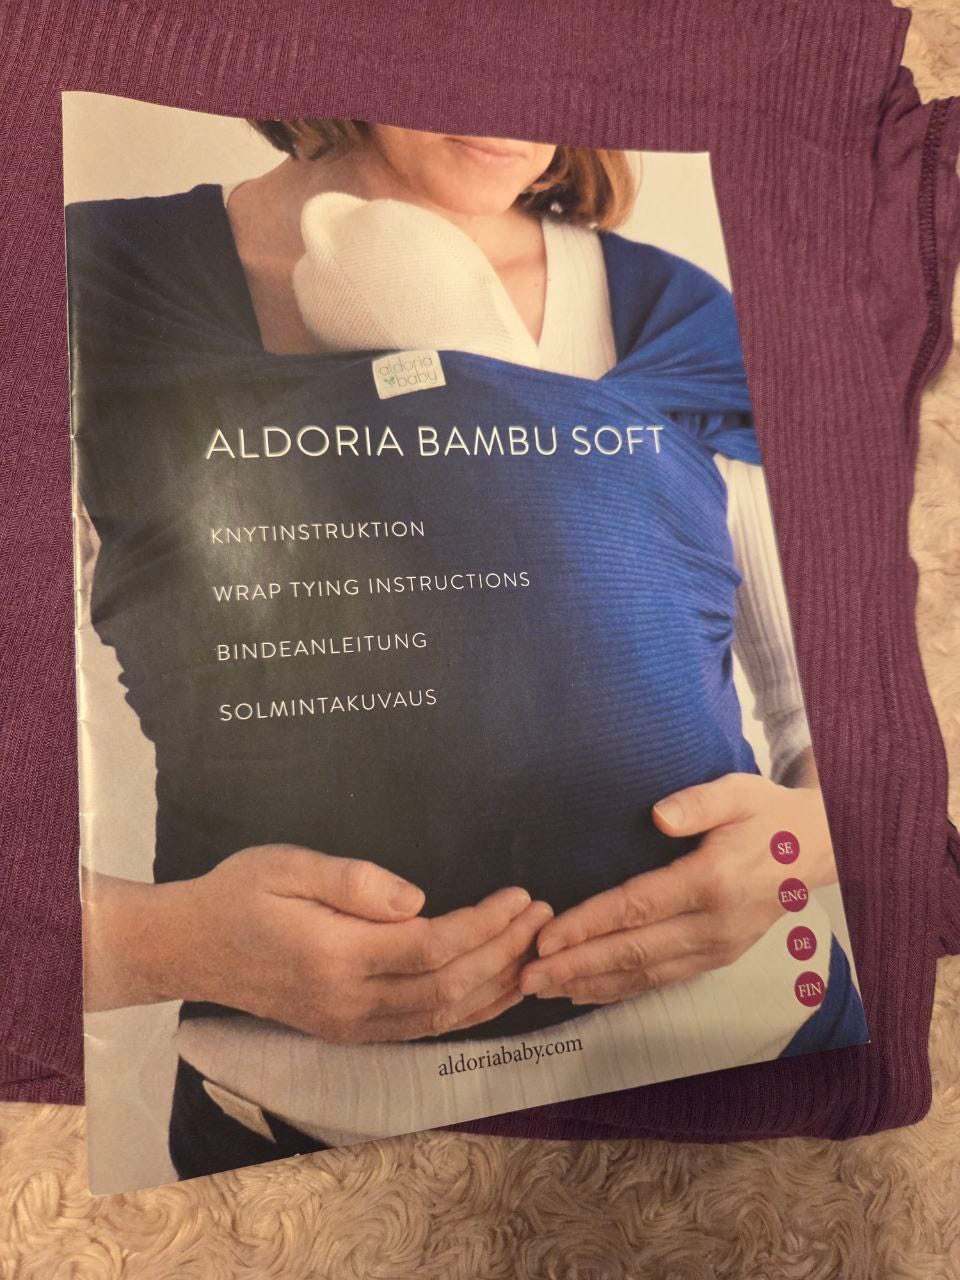 aldoria
baby
ALDORIA BAMBU SOFT
KNYTINSTRUKTION
WRAP TYING INSTRUCTIONS
BINDEANLEITUNG
SOLMINTAKUVAUS
SE
ENG
DE
FIN
aldoriababy.com